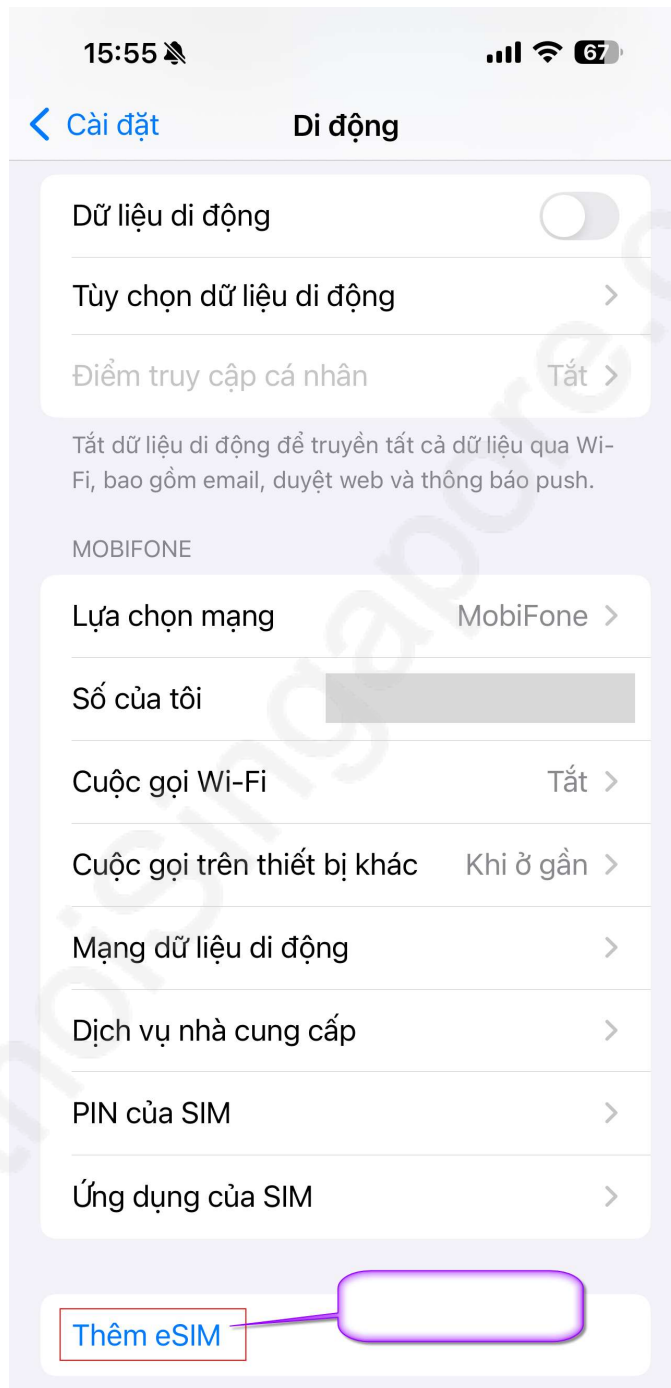 15:55
67
Cài đặt
Di động
Dữ liệu di động
Tùy chọn dữ liệu di động
Điểm truy cập cá nhân Tắt
Tắt dữ liệu di động để truyền tất cả dữ liệu qua Wi-
Fi, bao gồm email, duyệt web và thông báo push.
MOBIFONE
Lựa chọn mạng MobiFone
Số của tôi
Cuộc gọi Wi-Fi Tắt
Cuộc gọi trên thiết bị khác Khi ở gần
Mạng dữ liệu di động
Dịch vụ nhà cung cấp
PIN của SIM
Ứng dụng của SIM
Thêm eSIM